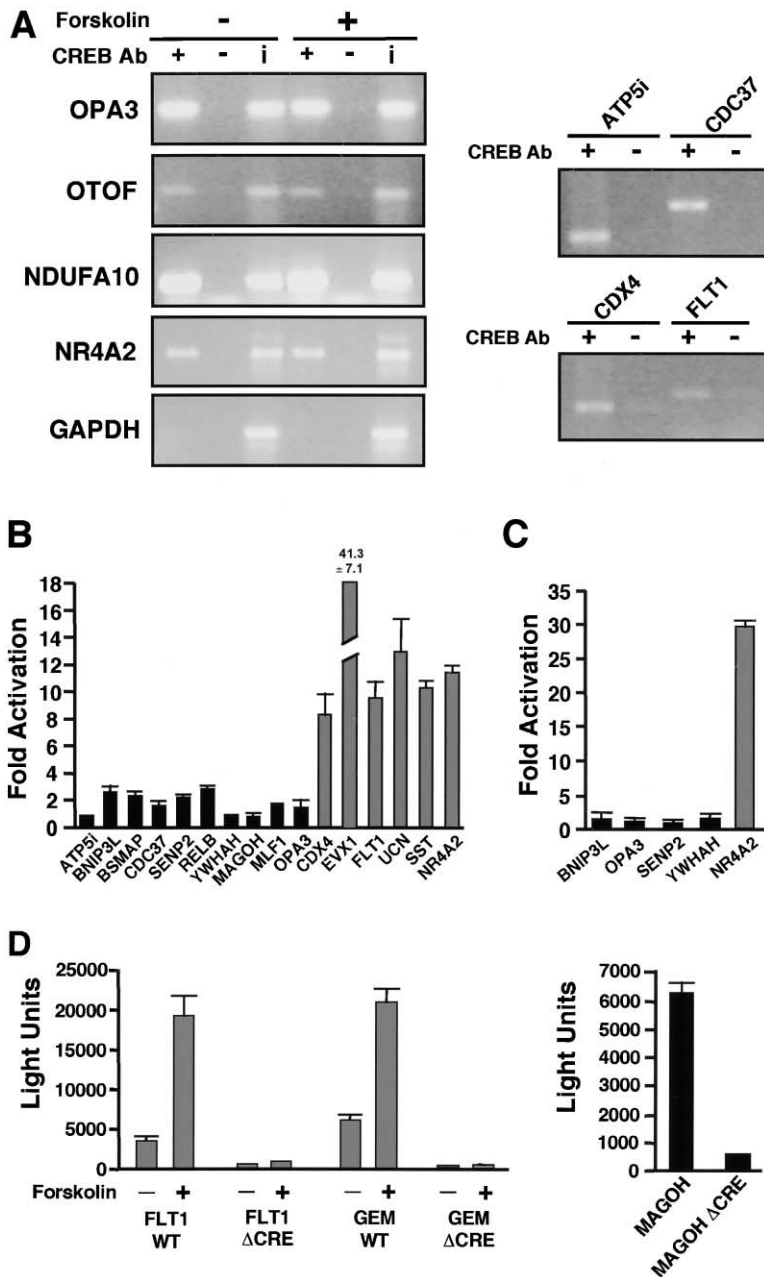 A
Forskolin - +
CREB Ab + - i + - i
OPA3
OTOF
NDUFA10
NR4A2
GAPDH
ATP5i CDC37
CREB Ab + - + -
CDX4 FLT1
CREB Ab + - + -
B
Fold Activation
41.3
± 7.1
18
16
14
12
10
8
6
4
2
0
ATP5i
BNIP3L
BSMAP
CDC37
SENP2
RELB
YWHAH
MAGOH
MLF1
OPA3
CDX4
EVX1
FLT1
UCN
SST
NR4A2
C
Fold Activation
35
30
25
20
15
10
5
0
BNIP3L
OPA3
SENP2
YWHAH
NR4A2
D
Light Units
25000
20000
15000
10000
5000
0
Forskolin — + — + — + — +
FLT1 FLT1 GEM GEM
WT ΔCRE WT ΔCRE
Light Units
7000
6000
5000
4000
3000
2000
1000
0
MAGOH
MAGOH ΔCRE